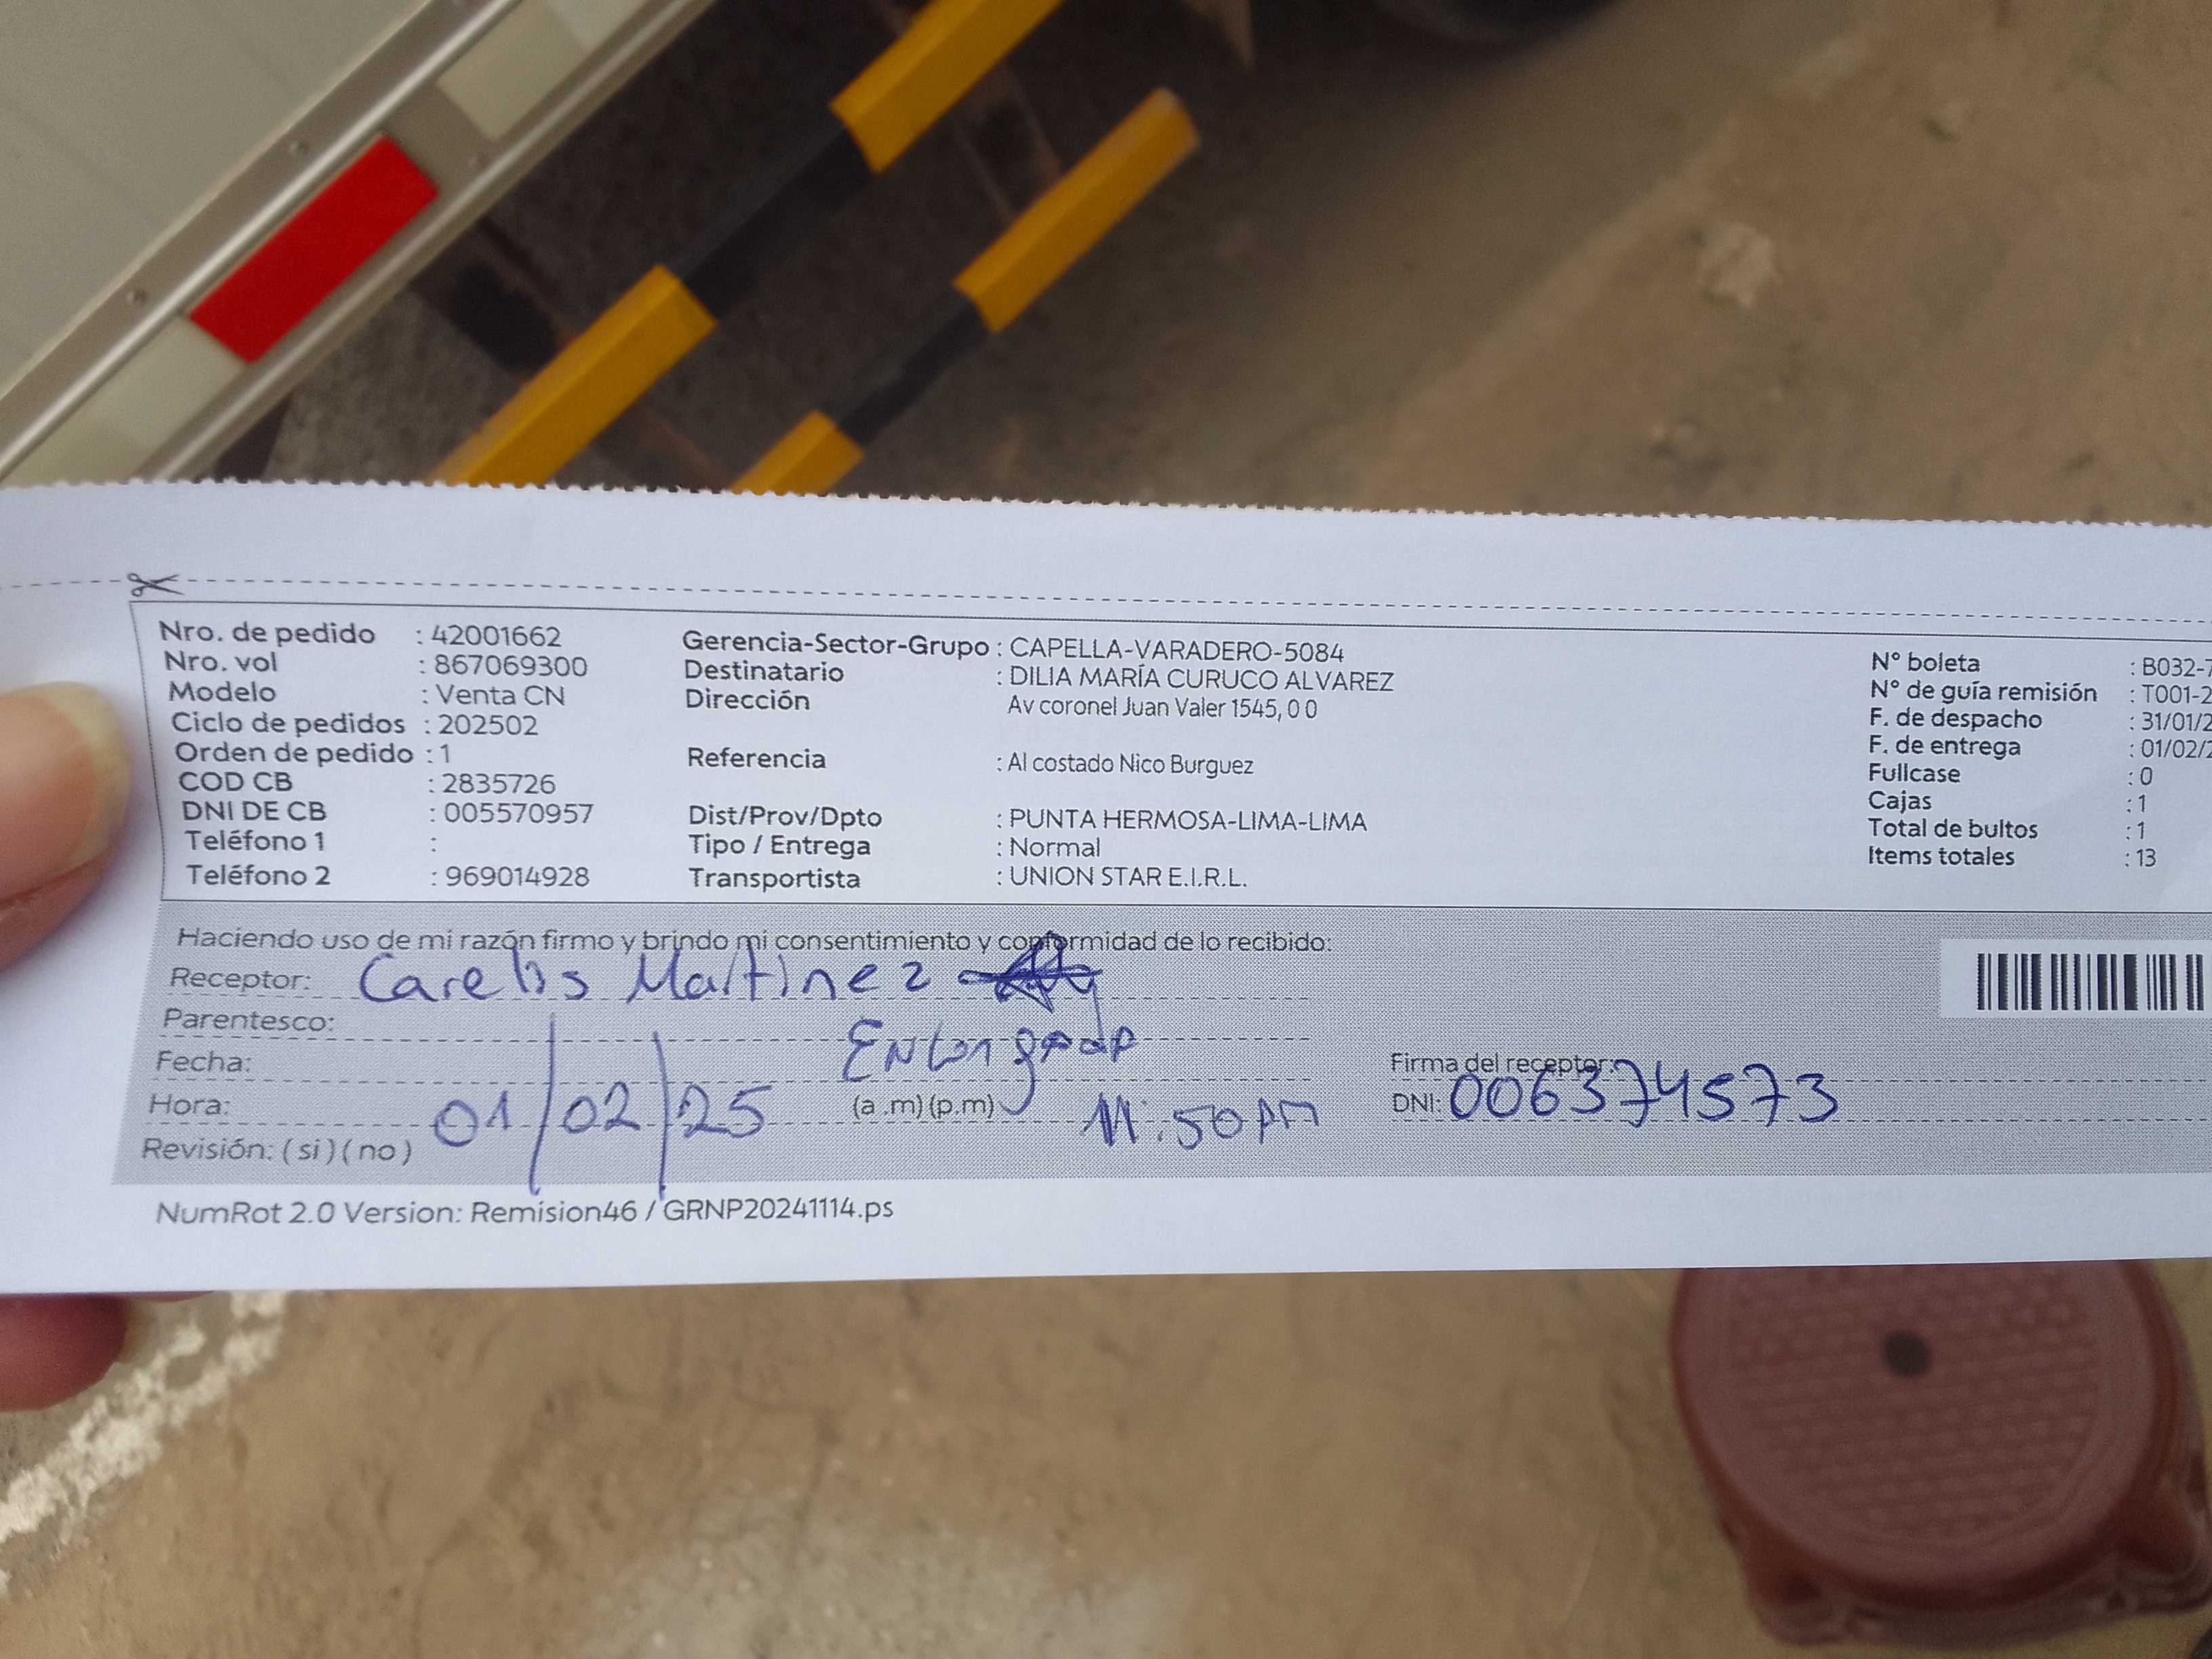 Nro. de pedido : 42001662
Nro. vol : 867069300
Modelo : Venta CN
Ciclo de pedidos : 202502
Orden de pedido : 1
COD CB : 2835726
DNI DE CB : 005570957
Teléfono 1 :
Teléfono 2 : 969014928
Gerencia-Sector-Grupo : CAPELLA-VARADERO-5084
Destinatario : DILIA MARÍA CURUCO ALVAREZ
Dirección Av coronel Juan Valer 1545, 0 0
Referencia : Al costado Nico Burguez
Dist/Prov/Dpto : PUNTA HERMOSA-LIMA-LIMA
Tipo / Entrega : Normal
Transportista : UNION STAR E.I.R.L.
N° boleta : B032-7
N° de guía remisión : T001-2
F. de despacho : 31/01/2
F. de entrega : 01/02/2
Fullcase : 0
Cajas : 1
Total de bultos : 1
Items totales : 13
Haciendo uso de mi razón firmo y brindo mi consentimiento y conformidad de lo recibido:
Receptor: Carelis Martinez
Parentesco:
Fecha:
Hora: 01/02/25 (a .m) (p.m) 11:50 pm
Revisión: ( si ) ( no )
Firma del receptor:
DNI: 006374573
NumRot 2.0 Version: Remision46 / GRNP20241114.ps